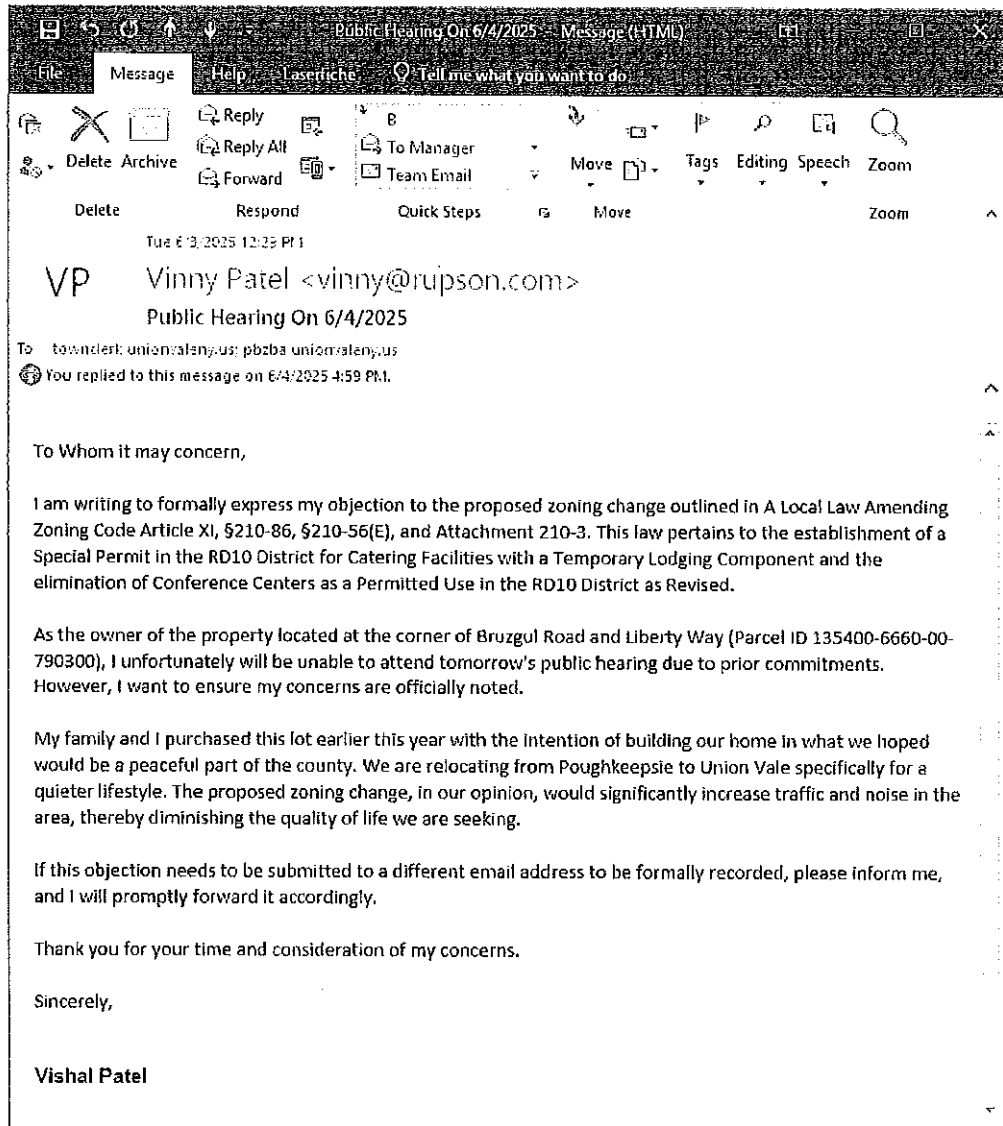 Public Hearing On 6/4/2025 - Message (HTML)
File Message Help Laserfiche Tell me what you want to do
Delete Archive
Reply
Reply All
Forward
B
To Manager
Team Email
Move
Tags Editing Speech Zoom
Delete Respond Quick Steps Move Zoom
Tue 6/3/2025 12:23 PM
VP
Vinny Patel <vinny@rupson.com>
Public Hearing On 6/4/2025
To
You replied to this message on 6/4/2025 4:59 PM.
To Whom it may concern,
I am writing to formally express my objection to the proposed zoning change outlined in A Local Law Amending
Zoning Code Article XI, §210-86, §210-56(E), and Attachment 210-3. This law pertains to the establishment of a
Special Permit in the RD10 District for Catering Facilities with a Temporary Lodging Component and the
elimination of Conference Centers as a Permitted Use in the RD10 District as Revised.
As the owner of the property located at the corner of Bruzgul Road and Liberty Way (Parcel ID 135400-6660-00-
790300), I unfortunately will be unable to attend tomorrow's public hearing due to prior commitments.
However, I want to ensure my concerns are officially noted.
My family and I purchased this lot earlier this year with the intention of building our home in what we hoped
would be a peaceful part of the county. We are relocating from Poughkeepsie to Union Vale specifically for a
quieter lifestyle. The proposed zoning change, in our opinion, would significantly increase traffic and noise in the
area, thereby diminishing the quality of life we are seeking.
If this objection needs to be submitted to a different email address to be formally recorded, please inform me,
and I will promptly forward it accordingly.
Thank you for your time and consideration of my concerns.
Sincerely,
Vishal Patel